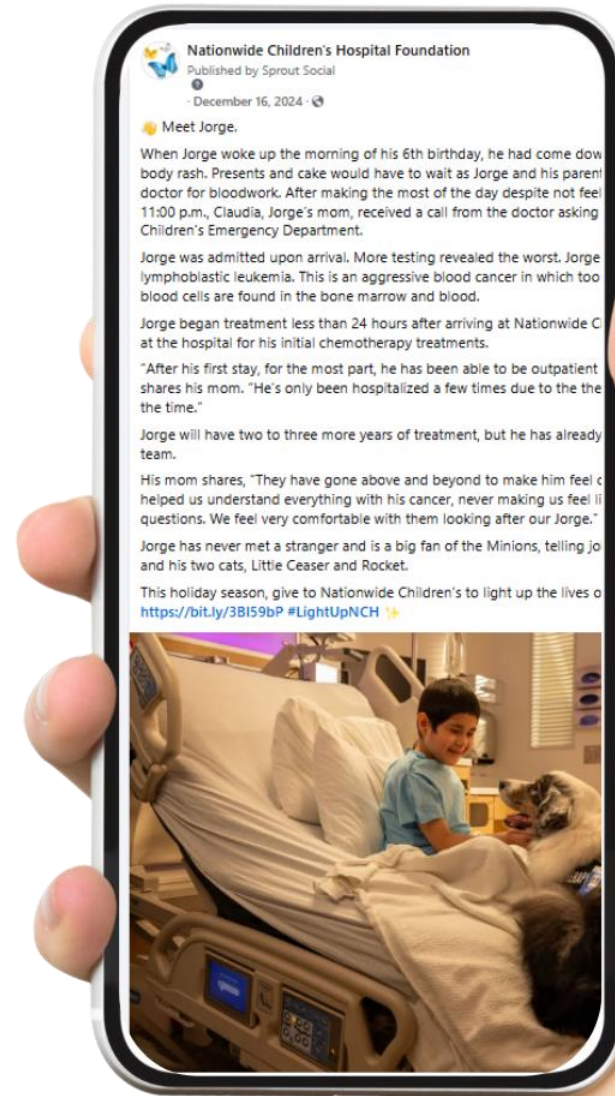 Nationwide Children's Hospital Foundation
Published by Sprout Social
· December 16, 2024 ·
👋 Meet Jorge.
When Jorge woke up the morning of his 6th birthday, he had come dow
body rash. Presents and cake would have to wait as Jorge and his parent
doctor for bloodwork. After making the most of the day despite not feel
11:00 p.m., Claudia, Jorge's mom, received a call from the doctor asking
Children's Emergency Department.
Jorge was admitted upon arrival. More testing revealed the worst. Jorge
lymphoblastic leukemia. This is an aggressive blood cancer in which too
blood cells are found in the bone marrow and blood.
Jorge began treatment less than 24 hours after arriving at Nationwide C
at the hospital for his initial chemotherapy treatments.
"After his first stay, for the most part, he has been able to be outpatient
shares his mom. "He's only been hospitalized a few times due to the the
the time."
Jorge will have two to three more years of treatment, but he has already
team.
His mom shares, "They have gone above and beyond to make him feel c
helped us understand everything with his cancer, never making us feel li
questions. We feel very comfortable with them looking after our Jorge."
Jorge has never met a stranger and is a big fan of the Minions, telling jo
and his two cats, Little Ceaser and Rocket.
This holiday season, give to Nationwide Children's to light up the lives o
https://bit.ly/3BI59bP #LightUpNCH ✨